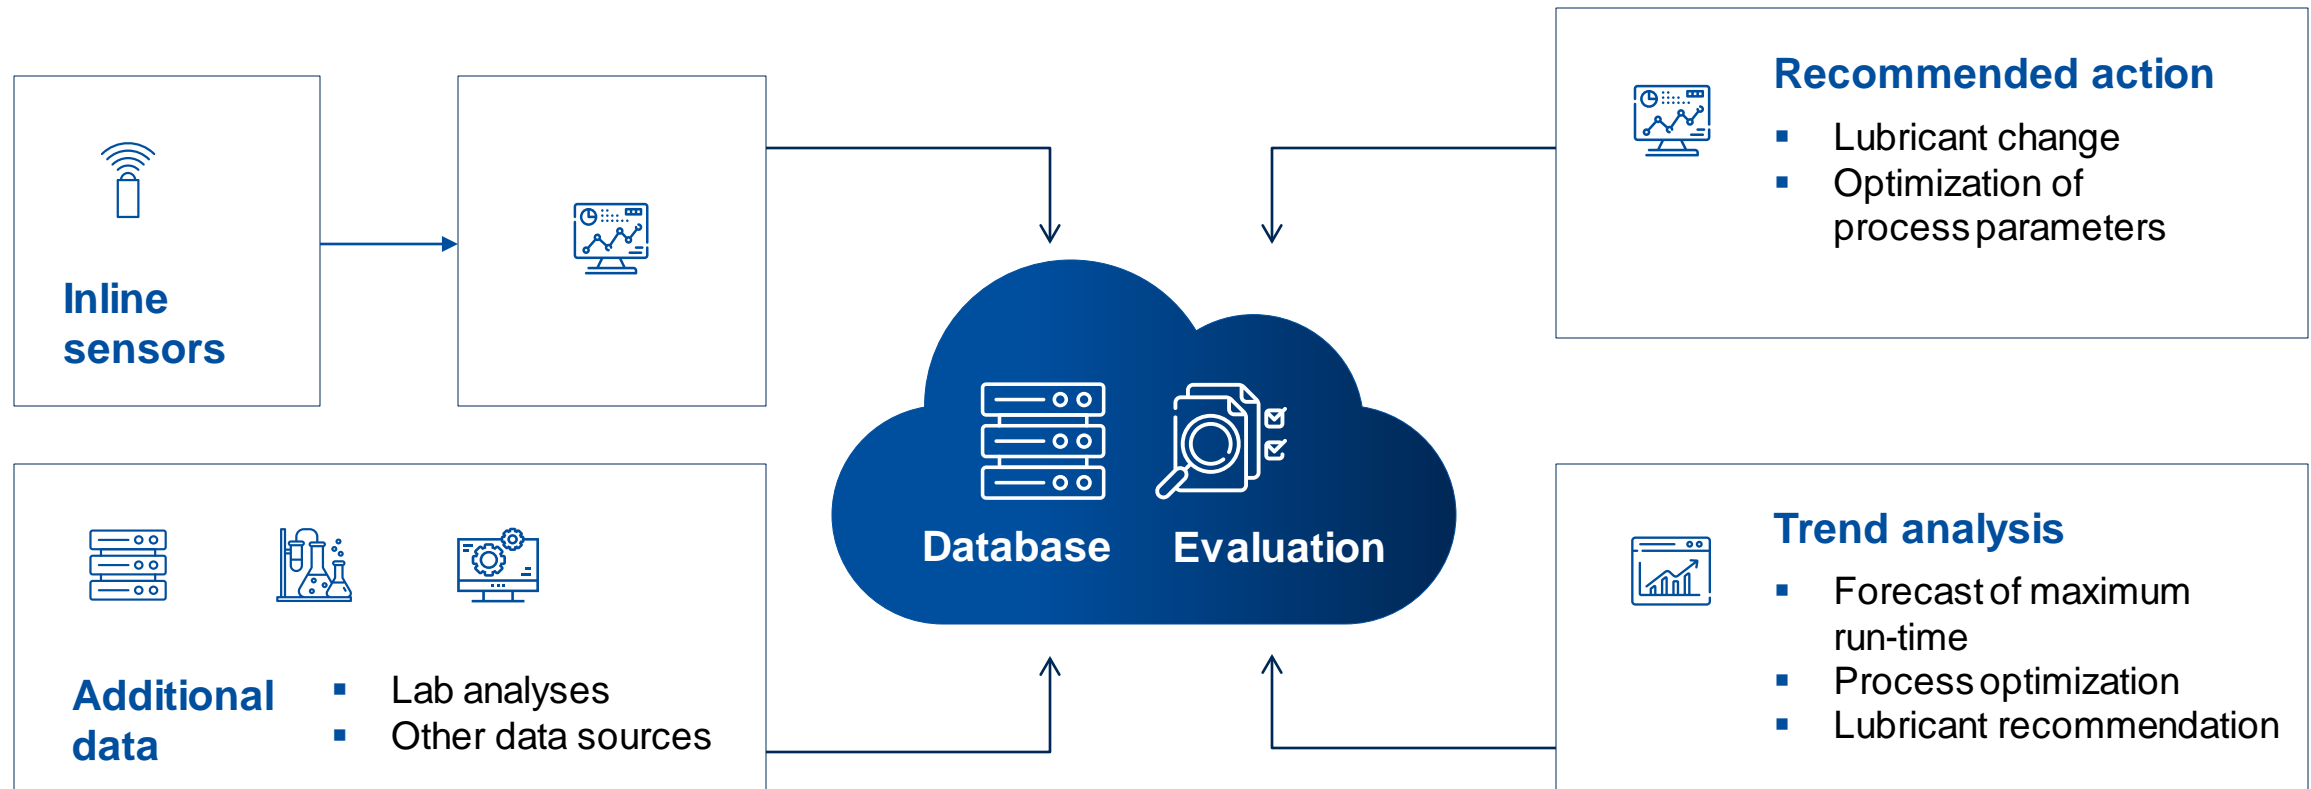 Inline
sensors
Additional
data
▪ Lab analyses
▪ Other data sources
Database
Evaluation
Recommended action
▪ Lubricant change
▪ Optimization of
process parameters
Trend analysis
▪ Forecast of maximum
run-time
▪ Process optimization
▪ Lubricant recommendation